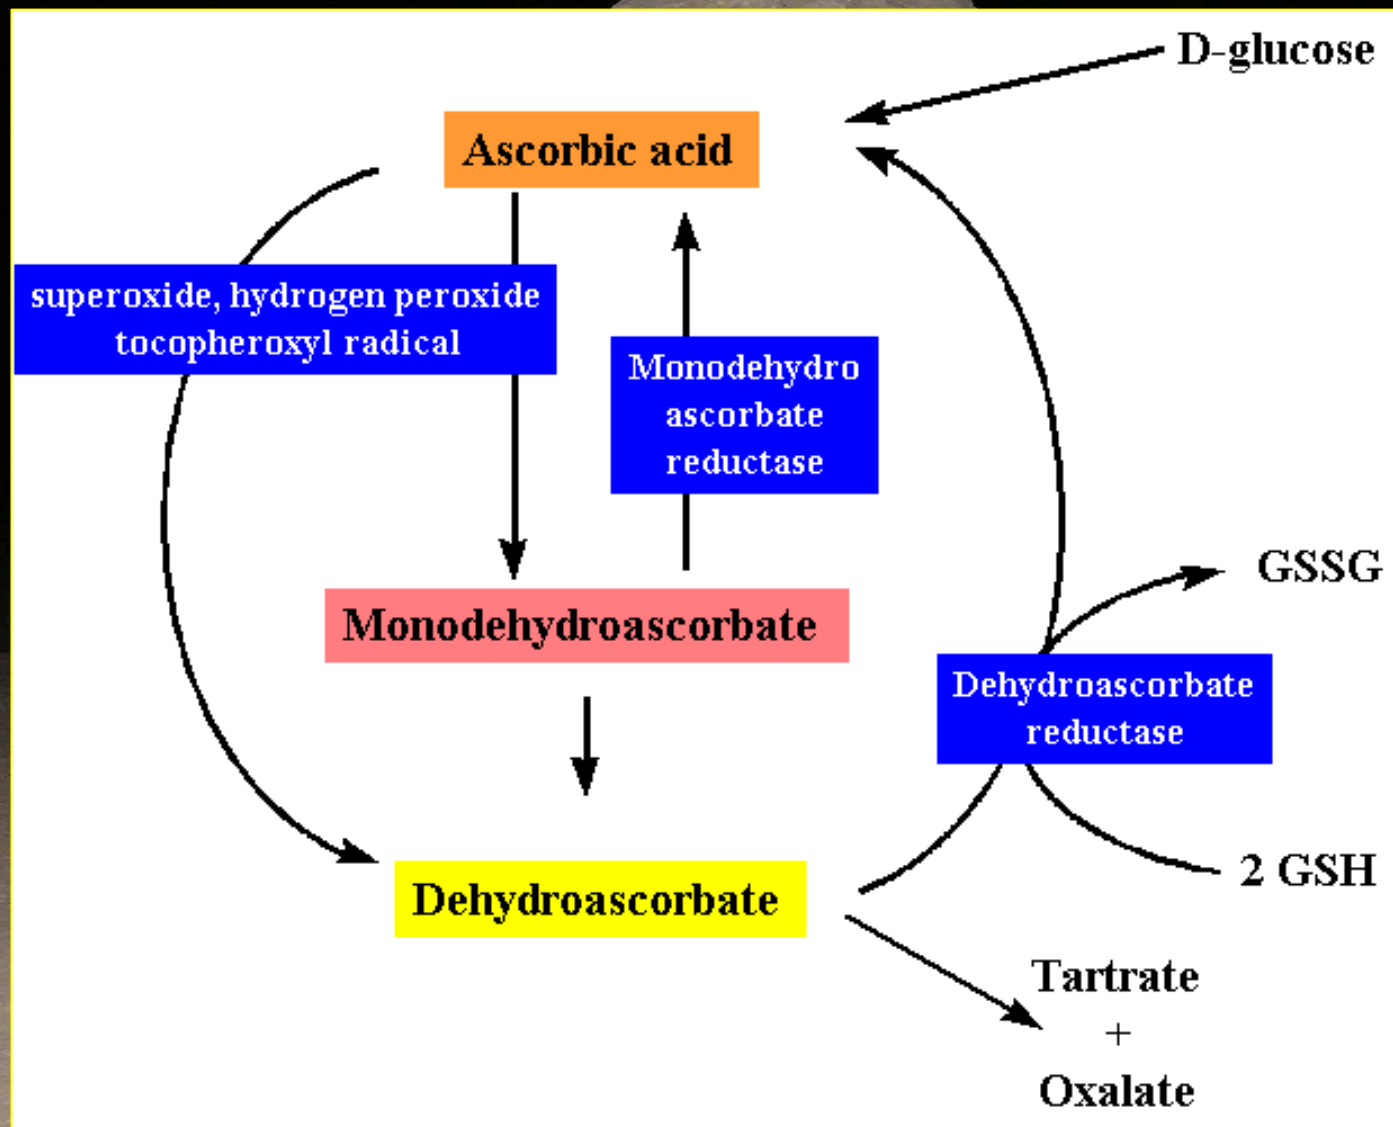 D-glucose
Ascorbic acid
superoxide, hydrogen peroxide
tocopheroxyl radical
Monodehydro
ascorbate
reductase
GSSG
Monodehydroascorbate
Dehydroascorbate
reductase
2 GSH
Dehydroascorbate
Tartrate
+
Oxalate